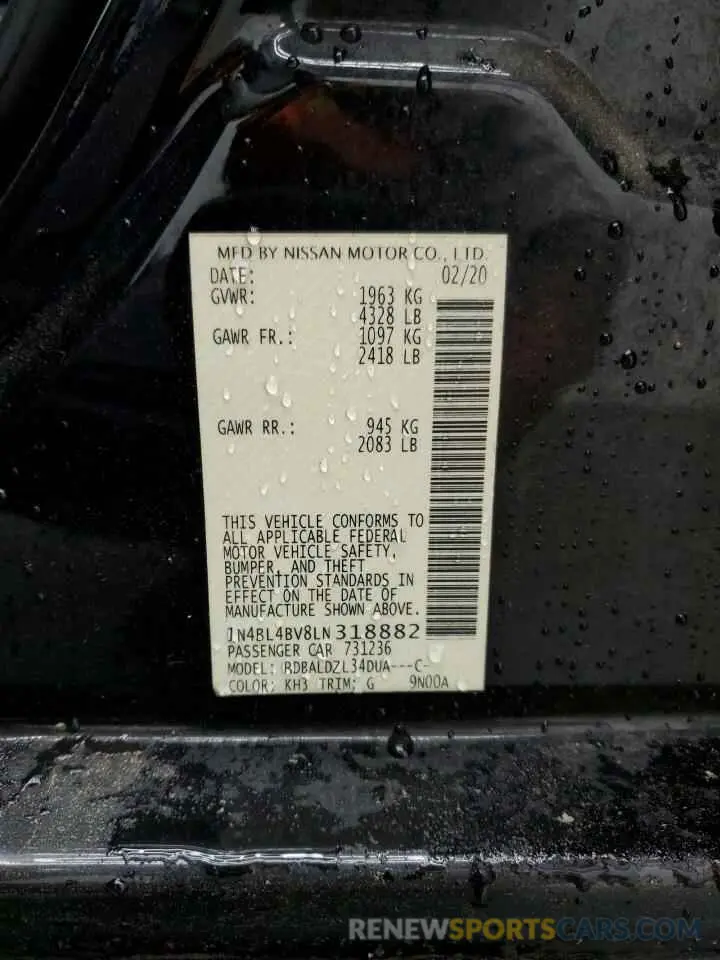 MFD BY NISSAN MOTOR CO., LTD.
DATE: 02/20
GVWR: 1963 KG
4328 LB
GAWR FR.: 1097 KG
2418 LB
GAWR RR.: 945 KG
2083 LB
THIS VEHICLE CONFORMS TO
ALL APPLICABLE FEDERAL
MOTOR VEHICLE SAFETY,
BUMPER, AND THEFT
PREVENTION STANDARDS IN
EFFECT ON THE DATE OF
MANUFACTURE SHOWN ABOVE.
1N4BL4BV8LN318882
PASSENGER CAR 731236
MODEL: RDBALDZL34DUA---C-
COLOR: KH3 TRIM: G 9N00A
RENEWSPORTSCARS.COM